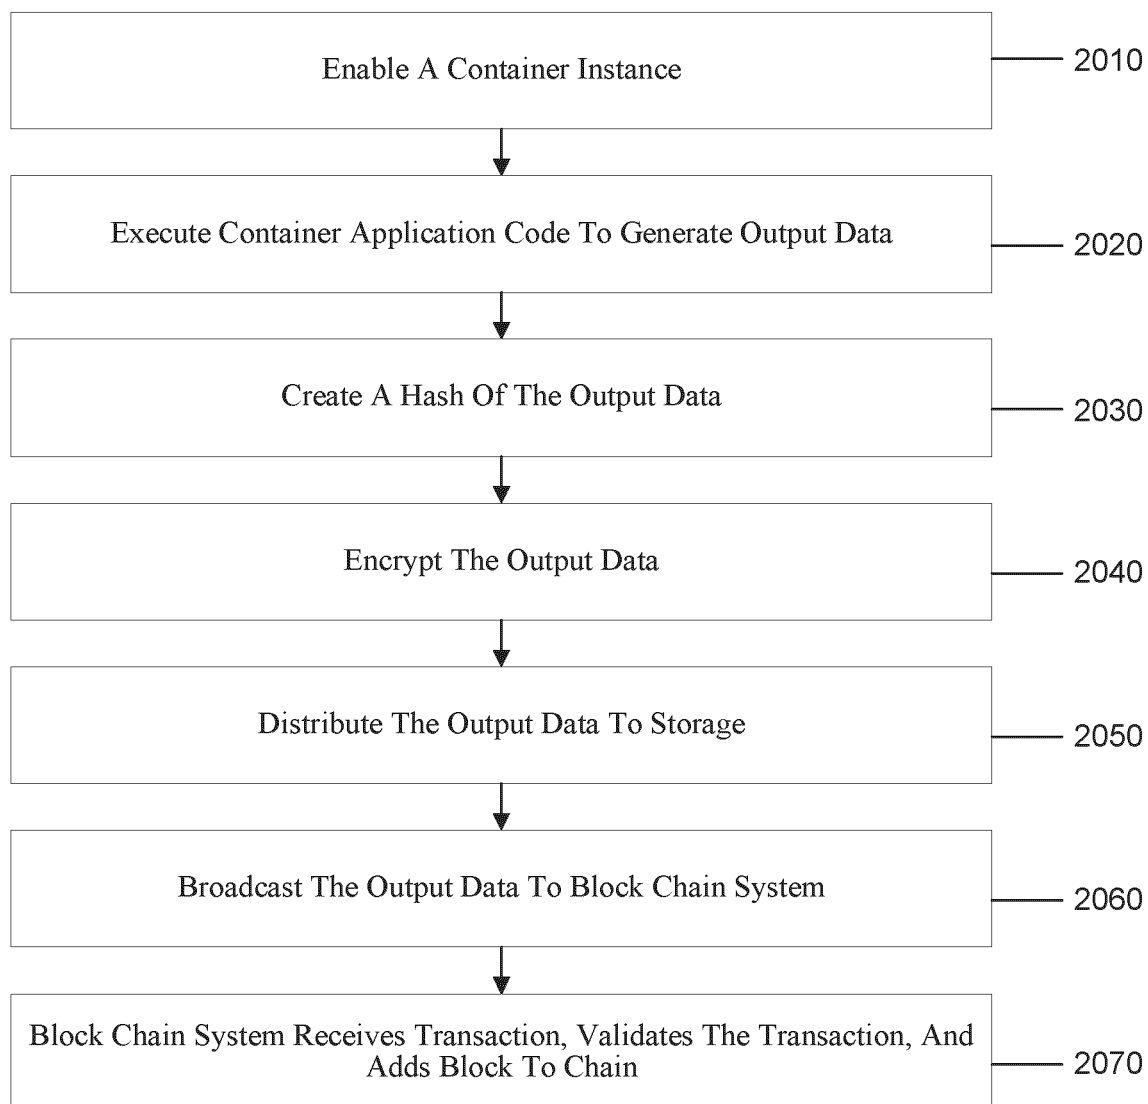 Enable A Container Instance
2010
Execute Container Application Code To Generate Output Data
2020
Create A Hash Of The Output Data
2030
Encrypt The Output Data
2040
Distribute The Output Data To Storage
2050
Broadcast The Output Data To Block Chain System
2060
Block Chain System Receives Transaction, Validates The Transaction, And
Adds Block To Chain
2070